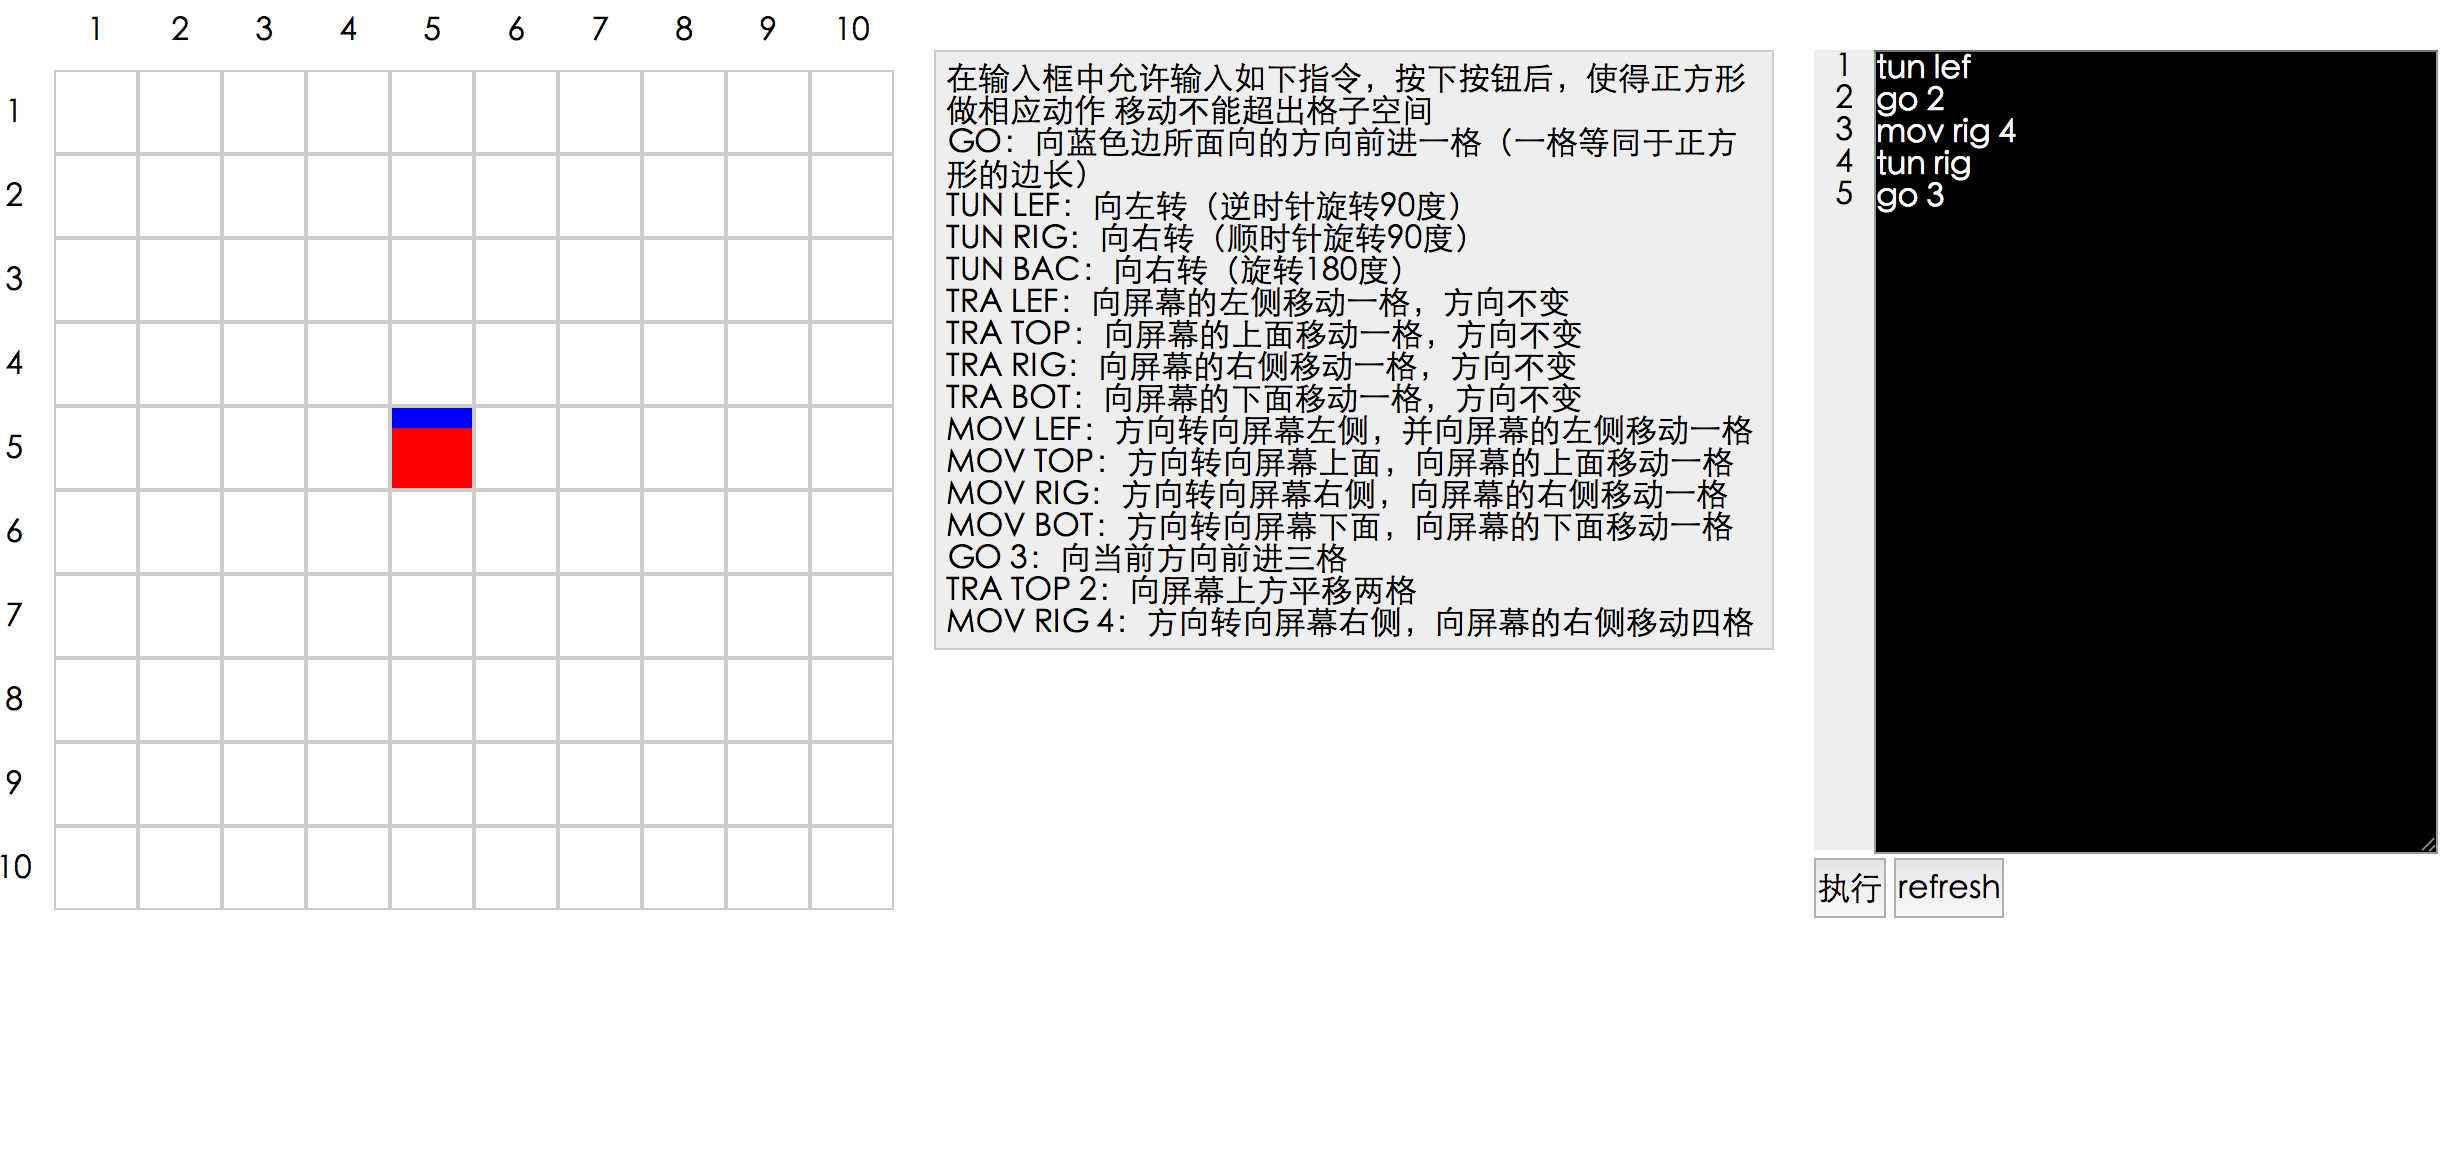 1 2 3 4 5 6 7 8 9 10
1
2
3
4
5
6
7
8
9
10
在输入框中允许输入如下指令，按下按钮后，使得正方形
做相应动作 移动不能超出格子空间
GO：向蓝色边所面向的方向前进一格（一格等同于正方
形的边长）
TUN LEF：向左转（逆时针旋转90度）
TUN RIG：向右转（顺时针旋转90度）
TUN BAC：向右转（旋转180度）
TRA LEF：向屏幕的左侧移动一格，方向不变
TRA TOP：向屏幕的上面移动一格，方向不变
TRA RIG：向屏幕的右侧移动一格，方向不变
TRA BOT：向屏幕的下面移动一格，方向不变
MOV LEF：方向转向屏幕左侧，并向屏幕的左侧移动一格
MOV TOP：方向转向屏幕上面，向屏幕的上面移动一格
MOV RIG：方向转向屏幕右侧，向屏幕的右侧移动一格
MOV BOT：方向转向屏幕下面，向屏幕的下面移动一格
GO 3：向当前方向前进三格
TRA TOP 2：向屏幕上方平移两格
MOV RIG 4：方向转向屏幕右侧，向屏幕的右侧移动四格
1 tun lef
2 go 2
3 mov rig 4
4 tun rig
5 go 3
执行 refresh